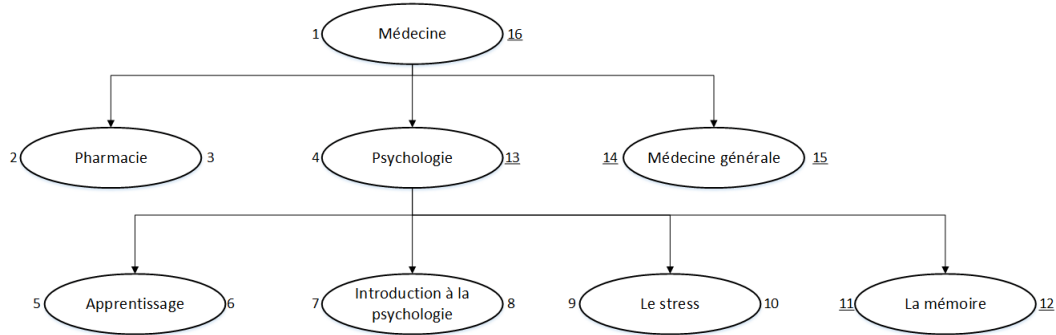 1 Médecine 16
2 Pharmacie 3 4 Psychologie 13 14 Médecine générale 15
5 Apprentissage 6 7 Introduction à la psychologie 8 9 Le stress 10 11 La mémoire 12